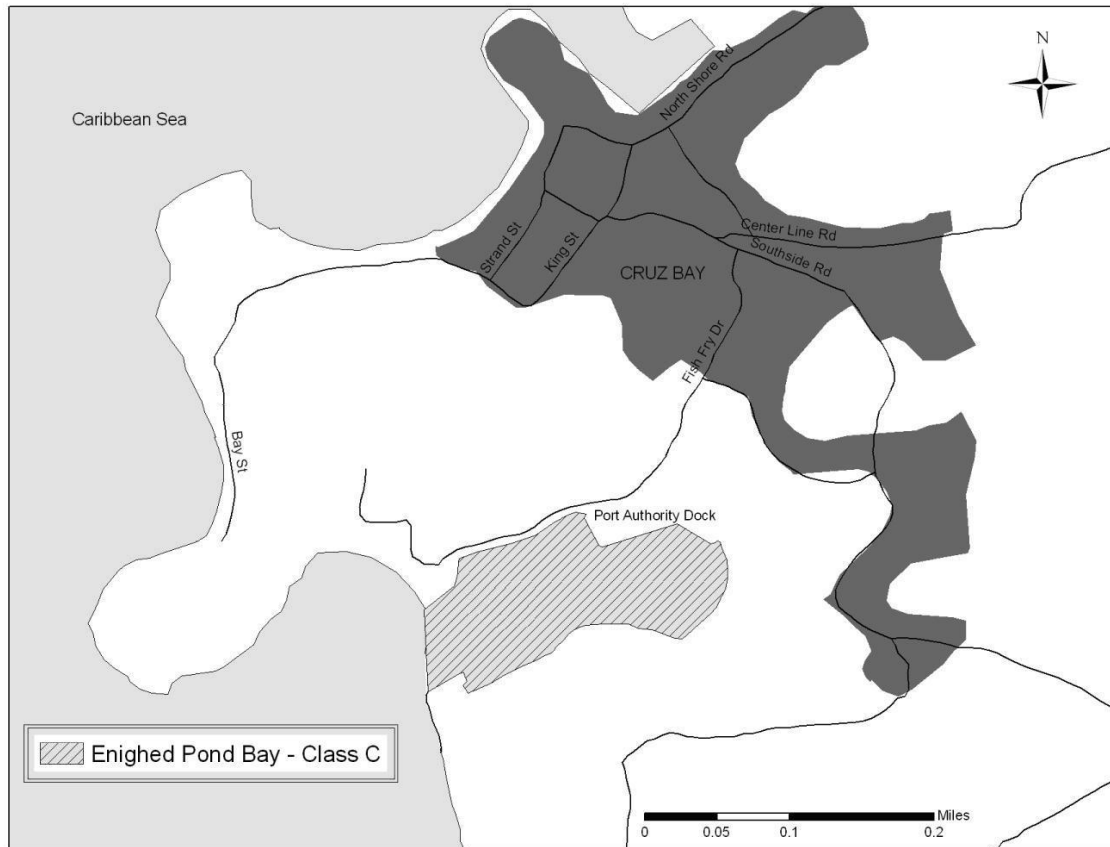 N
Caribbean Sea
North Shore Rd
Center Line Rd
Southside Rd
Strand St
King St
CRUZ BAY
Fish Fry Dr
Bay St
Port Authority Dock
Enighed Pond Bay - Class C
Miles
0 0.05 0.1 0.2